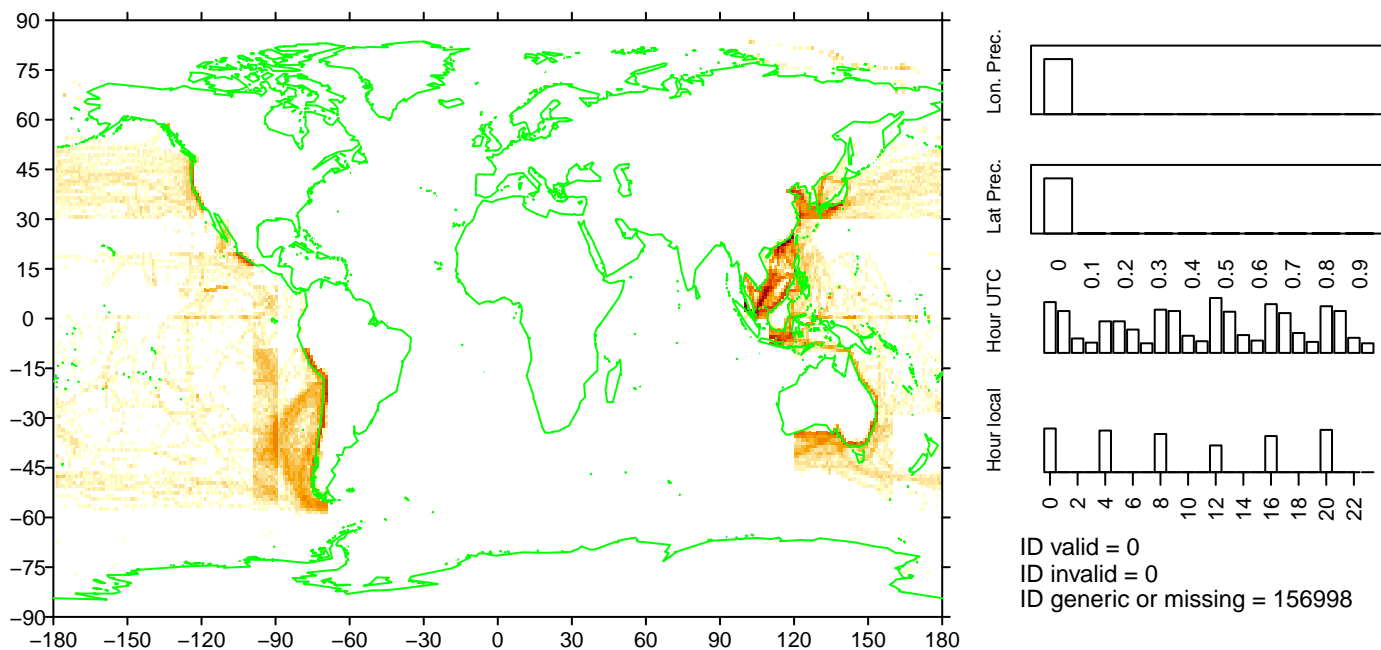 90
75
60
45
30
15
0
−15
−30
−45
−60
−75
−90
−180 −150 −120 −90 −60 −30 0 30 60 90 120 150 180
Lon. Prec.
Lat Prec.
0 0.1 0.2 0.3 0.4 0.5 0.6 0.7 0.8 0.9
Hour UTC
Hour local
0 2 4 6 8 10 12 14 16 18 20 22
ID valid = 0
ID invalid = 0
ID generic or missing = 156998